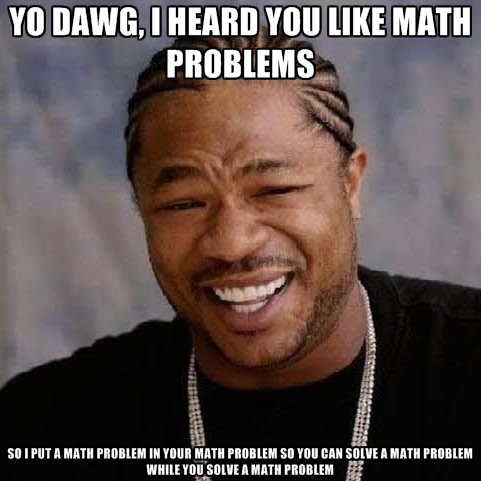 YO DAWG, I HEARD YOU LIKE MATH
PROBLEMS
SO I PUT A MATH PROBLEM IN YOUR MATH PROBLEM SO YOU CAN SOLVE A MATH PROBLEM
WHILE YOU SOLVE A MATH PROBLEM